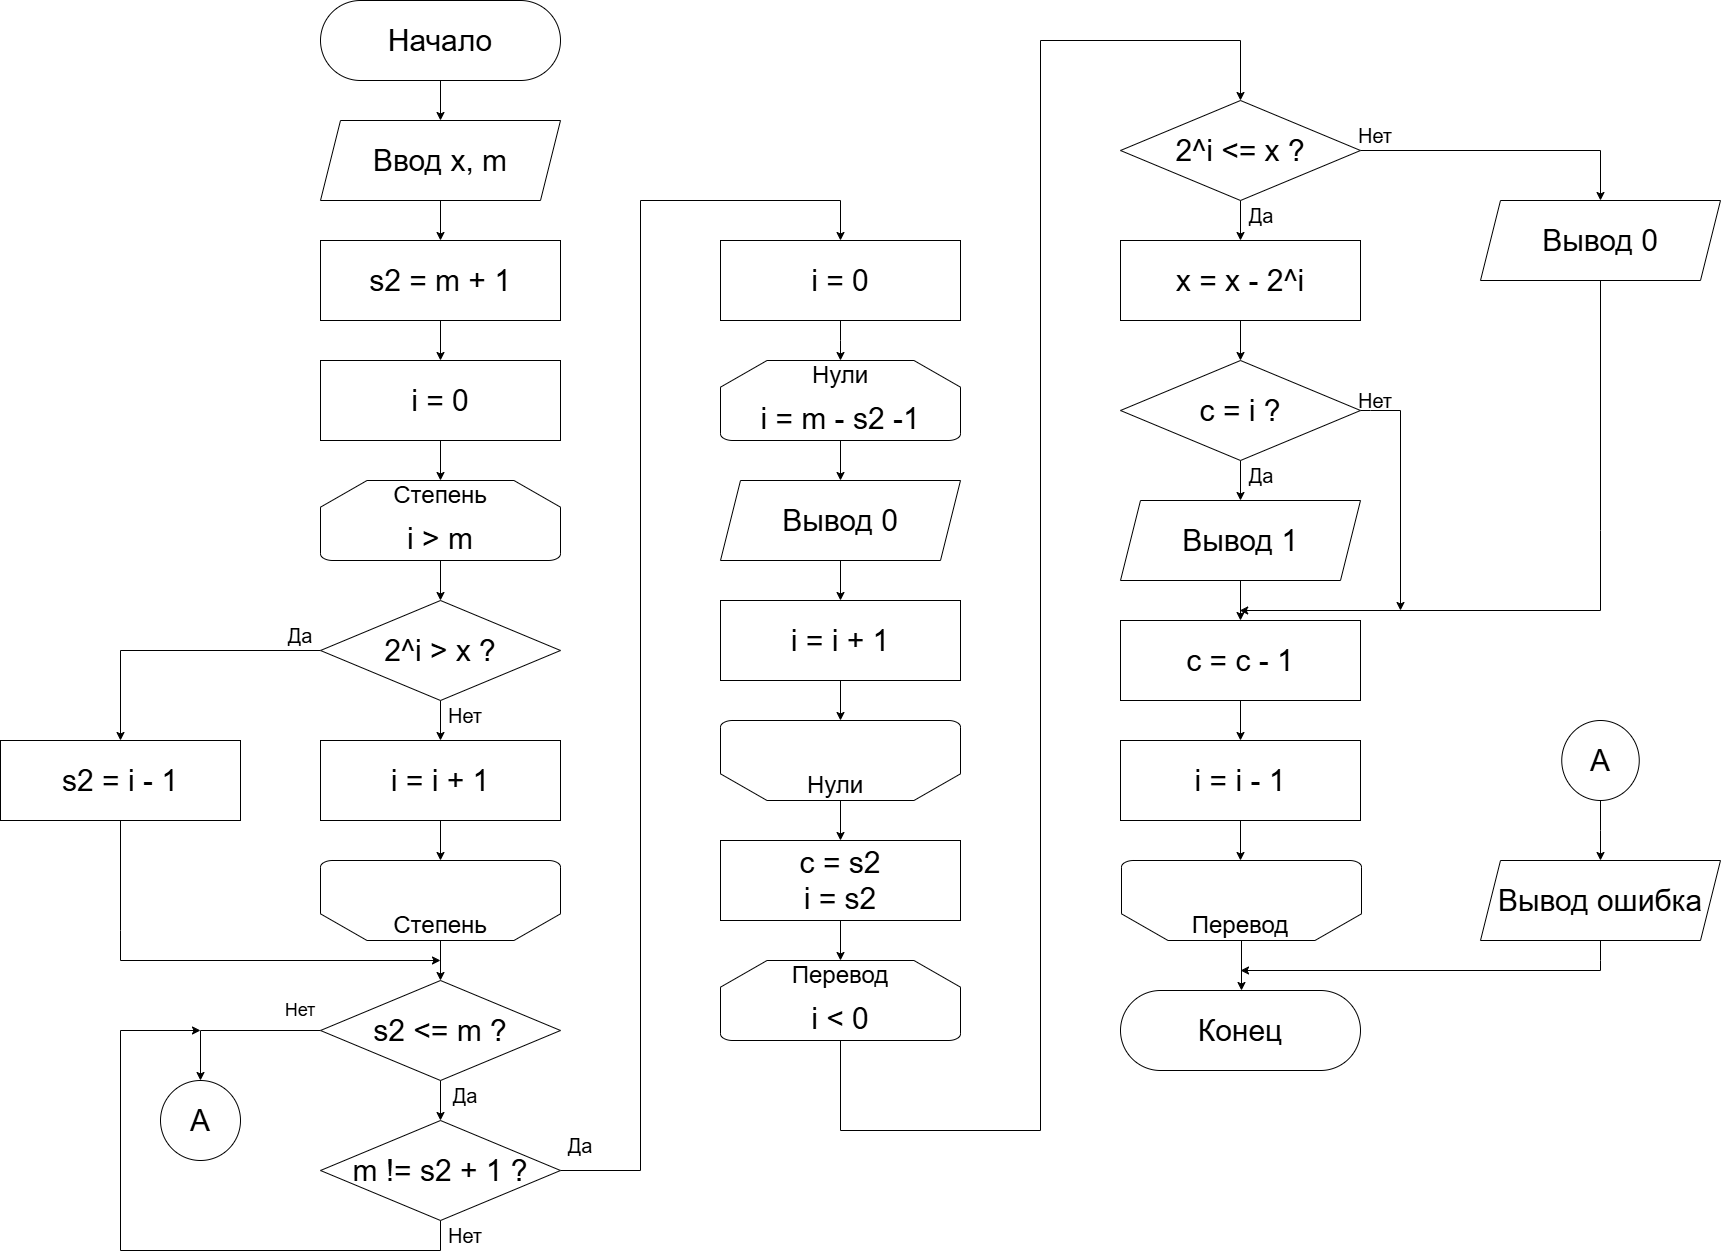 Начало
Ввод x, m
s2 = m + 1
i = 0
Степень
i > m
2^i > x ?
Да
Нет
s2 = i - 1
i = i + 1
Степень
s2 <= m ?
Нет
Да
A
m != s2 + 1 ?
Да
Нет
i = 0
Нули
i = m - s2 -1
Вывод 0
i = i + 1
Нули
c = s2
i = s2
Перевод
i < 0
2^i <= x ?
Нет
Да
Вывод 0
x = x - 2^i
c = i ?
Нет
Да
Вывод 1
c = c - 1
i = i - 1
Перевод
A
Вывод ошибка
Конец